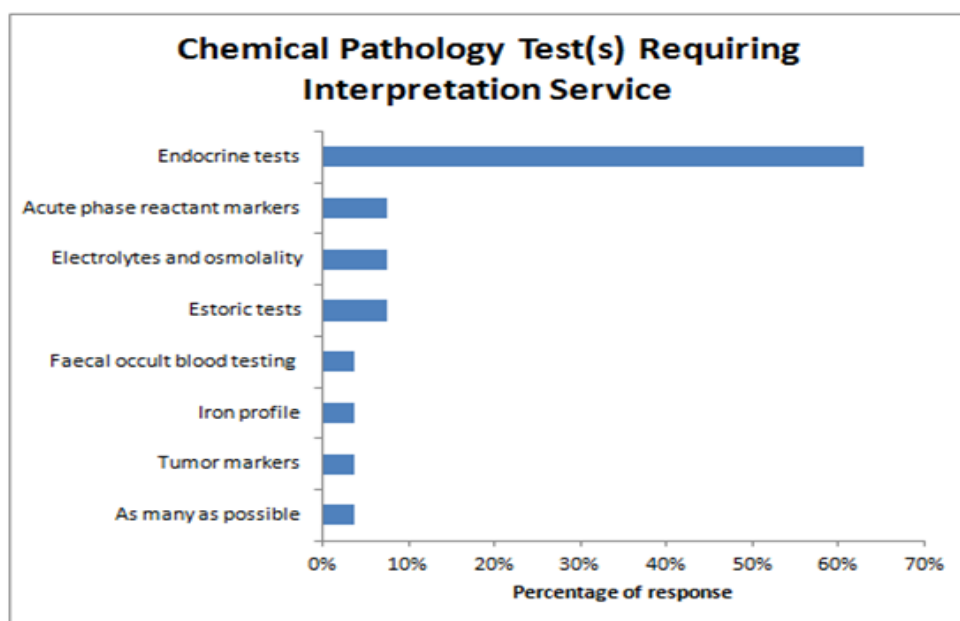 Chemical Pathology Test(s) Requiring
Interpretation Service
Endocrine tests
Acute phase reactant markers
Electrolytes and osmolality
Estoric tests
Faecal occult blood testing
Iron profile
Tumor markers
As many as possible
0% 10% 20% 30% 40% 50% 60% 70%
Percentage of response